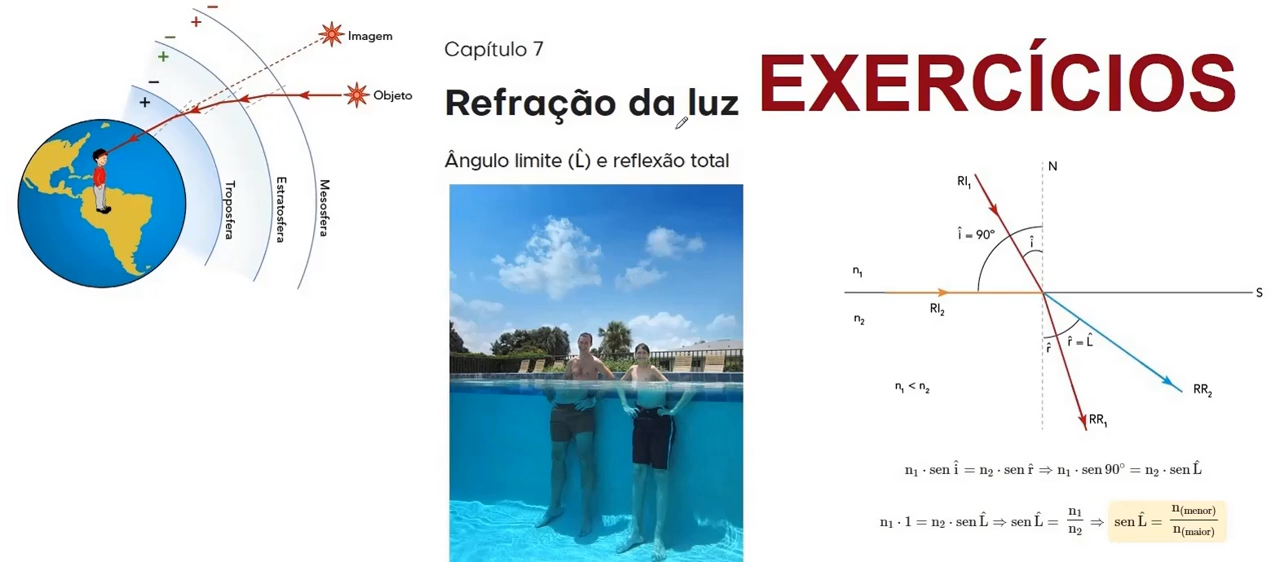 − +
Imagem
− +
− +
Objeto
Troposfera
Estratosfera
Mesosfera
Capítulo 7
Refração da luz
Ângulo limite (L̂) e reflexão total
EXERCÍCIOS
N
RI₁
î = 90°
î
n₁
S
RI₂
n₂
r̂
r̂ = L̂
n₁ < n₂
RR₂
RR₁
n₁ · sen î = n₂ · sen r̂ ⇒ n₁ · sen 90° = n₂ · sen L̂
n₁ · 1 = n₂ · sen L̂ ⇒ sen L̂ = n₁/n₂ ⇒ sen L̂ = n₍menor₎/n₍maior₎